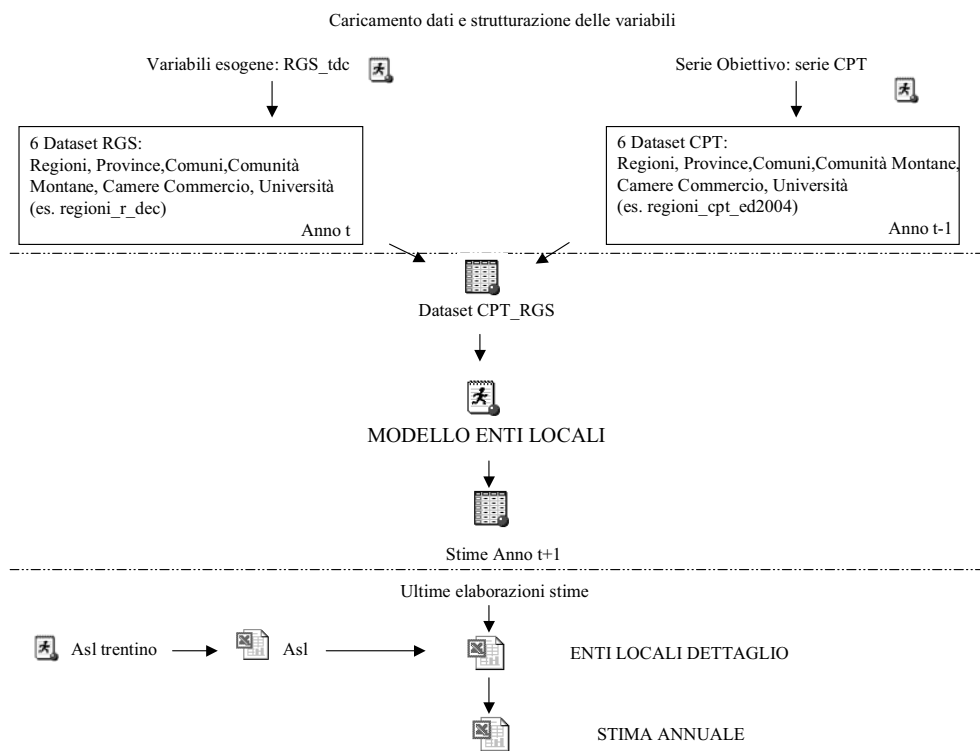 Caricamento dati e strutturazione delle variabili
Variabili esogene: RGS_tdc
Serie Obiettivo: serie CPT
6 Dataset RGS:
Regioni, Province,Comuni,Comunità
Montane, Camere Commercio, Università
(es. regioni_r_dec)
Anno t
6 Dataset CPT:
Regioni, Province,Comuni,Comunità Montane,
Camere Commercio, Università
(es. regioni_cpt_ed2004)
Anno t-1
Dataset CPT_RGS
MODELLO ENTI LOCALI
Stime Anno t+1
Ultime elaborazioni stime
Asl trentino
Asl
ENTI LOCALI DETTAGLIO
STIMA ANNUALE